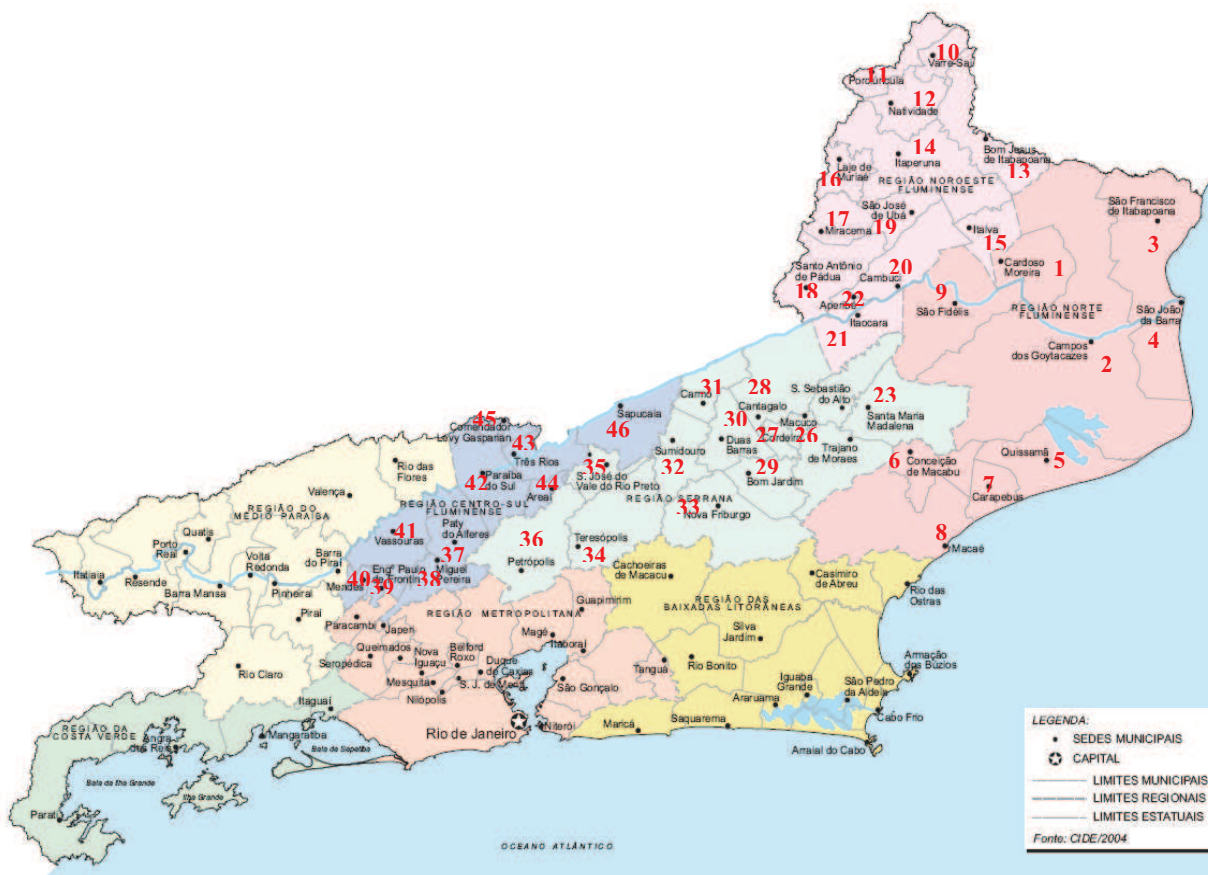 10
Varre-Sai
11
Porciúncula
12
Natividade
14
Itaperuna
Bom Jesus
de Itabapoana
13
Laje de
Muriaé
16
REGIÃO NOROESTE
FLUMINENSE
17
Miracema
São José
de Ubá
19
Italva
15
São Francisco
de Itabapoana
3
Cardoso
Moreira
1
Santo Antônio
de Pádua
18
Cambuci
20
Aperibé
22
Itaocara
21
9
São Fidélis
REGIÃO NORTE
FLUMINENSE
São João
da Barra
4
Campos
dos Goytacazes
2
31
Carmo
28
Cantagalo
S. Sebastião
do Alto
23
Santa Maria
Madalena
30
Duas
Barras
27
Cordeiro
Macuco
26
Trajano
de Moraes
45
Comendador
Levy Gasparian
Sapucaia
46
43
Três Rios
Sumidouro
32
29
Bom Jardim
6
Conceição
de Macabu
Quissamã
5
7
Carapebus
Rio das
Flores
42
Paraíba
do Sul
44
Areal
35
S. José do
Vale do Rio Preto
REGIÃO SERRANA
33
Nova Friburgo
Valença
REGIÃO CENTRO-SUL
FLUMINENSE
REGIÃO DO
MÉDIO PARAÍBA
41
Vassouras
Paty
do Alferes
36
Petrópolis
Teresópolis
34
8
Macaé
Quatis
Porto
Real
Volta
Redonda
Barra
do Piraí
37
Miguel
Pereira
38
Engº Paulo
de Frontin
40
Mendes
39
Itatiaia
Resende
Barra Mansa
Pinheiral
Piraí
Cachoeiras
de Macacu
Casimiro
de Abreu
Rio das
Ostras
REGIÃO DAS
BAIXADAS LITORÂNEAS
REGIÃO METROPOLITANA
Guapimirim
Paracambi
Japeri
Magé
Itaboraí
Silva
Jardim
Seropédica
Queimados
Nova
Iguaçu
Belford
Roxo
Duque
de Caxias
Mesquita
S. J. de Meriti
Nilópolis
São Gonçalo
Tanguá
Rio Bonito
Armação
dos Búzios
Rio Claro
Iguaba
Grande
São Pedro
da Aldeia
Araruama
Itaguaí
Cabo Frio
Niterói
Maricá
Saquarema
REGIÃO DA
COSTA VERDE
Angra
dos Reis
Mangaratiba
Baía de Sepetiba
Rio de Janeiro
Arraial do Cabo
Baía da Ilha Grande
Ilha Grande
Parati
OCEANO ATLÂNTICO
LEGENDA:
SEDES MUNICIPAIS
CAPITAL
LIMITES MUNICIPAIS
LIMITES REGIONAIS
LIMITES ESTATUAIS
Fonte: CIDE/2004